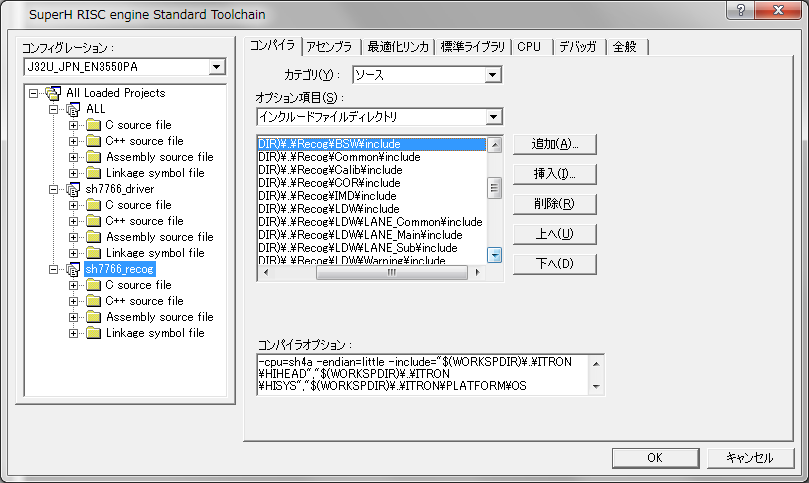 SuperH RISC engine Standard Toolchain
コンフィグレーション :
J32U_JPN_EN3550PA
All Loaded Projects
ALL
C source file
C++ source file
Assembly source file
Linkage symbol file
sh7766_driver
C source file
C++ source file
Assembly source file
Linkage symbol file
sh7766_recog
C source file
C++ source file
Assembly source file
Linkage symbol file
コンパイラ アセンブラ 最適化リンカ 標準ライブラリ CPU デバッガ 全般
カテゴリ(Y) : ソース
オプション項目(S) :
インクルードファイルディレクトリ
DIR)¥.¥Recog¥BSW¥include
DIR)¥.¥Recog¥Common¥include
DIR)¥.¥Recog¥Calib¥include
DIR)¥.¥Recog¥COR¥include
DIR)¥.¥Recog¥IMD¥include
DIR)¥.¥Recog¥LDW¥include
DIR)¥.¥Recog¥LDW¥LANE_Common¥include
DIR)¥.¥Recog¥LDW¥LANE_Main¥include
DIR)¥.¥Recog¥LDW¥LANE_Sub¥include
DIR)¥.¥Recog¥LDW¥Warning¥include
追加(A)...
挿入(I)...
削除(R)
上へ(U)
下へ(D)
コンパイラオプション :
-cpu=sh4a -endian=little -include="$(WORKSPDIR)¥.¥ITRON
¥HIHEAD","$(WORKSPDIR)¥.¥ITRON
¥HISYS","$(WORKSPDIR)¥.¥ITRON¥PLATFORM¥OS
OK
キャンセル